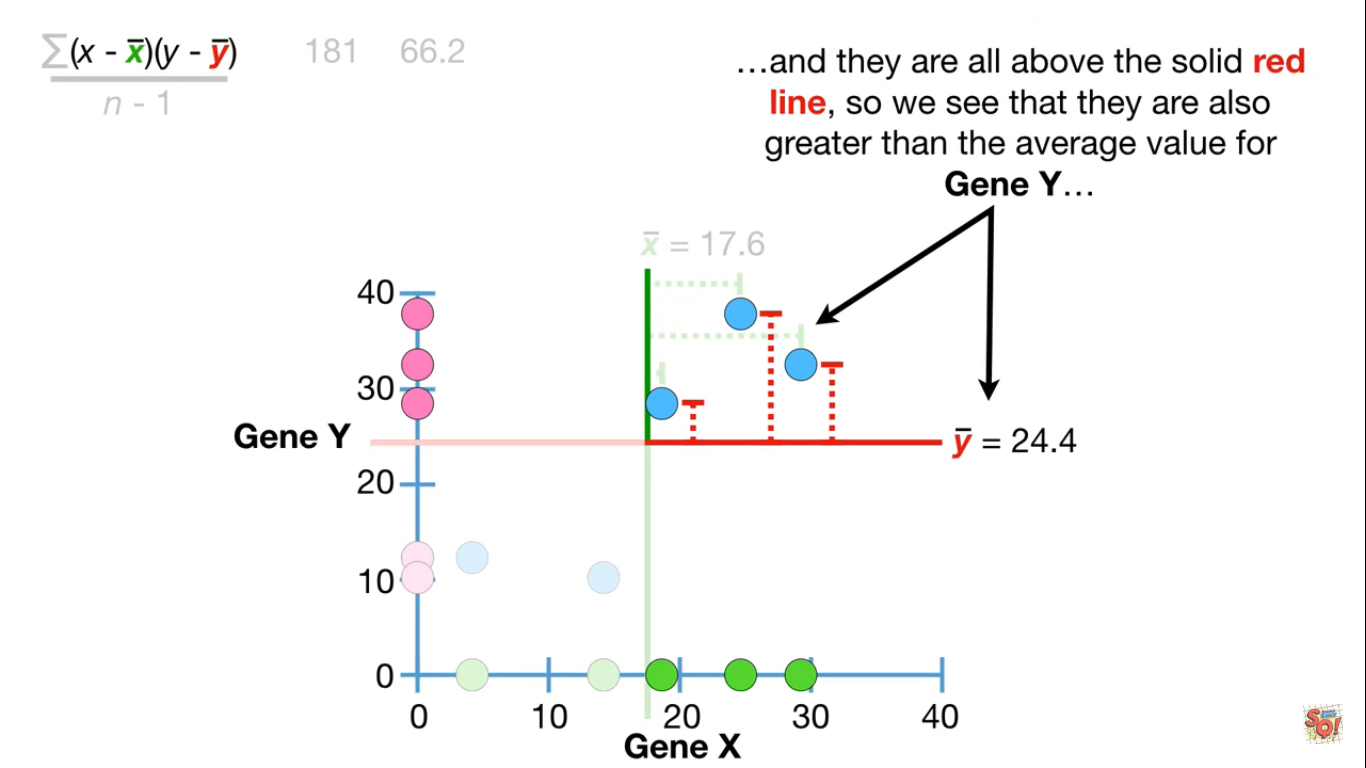 ∑(x - x̄)(y - ȳ)
n - 1
181 66.2
…and they are all above the solid red
line, so we see that they are also
greater than the average value for
Gene Y…
x̄ = 17.6
40
30
Gene Y
ȳ = 24.4
20
10
0
0 10 20 30 40
Gene X
SQ!